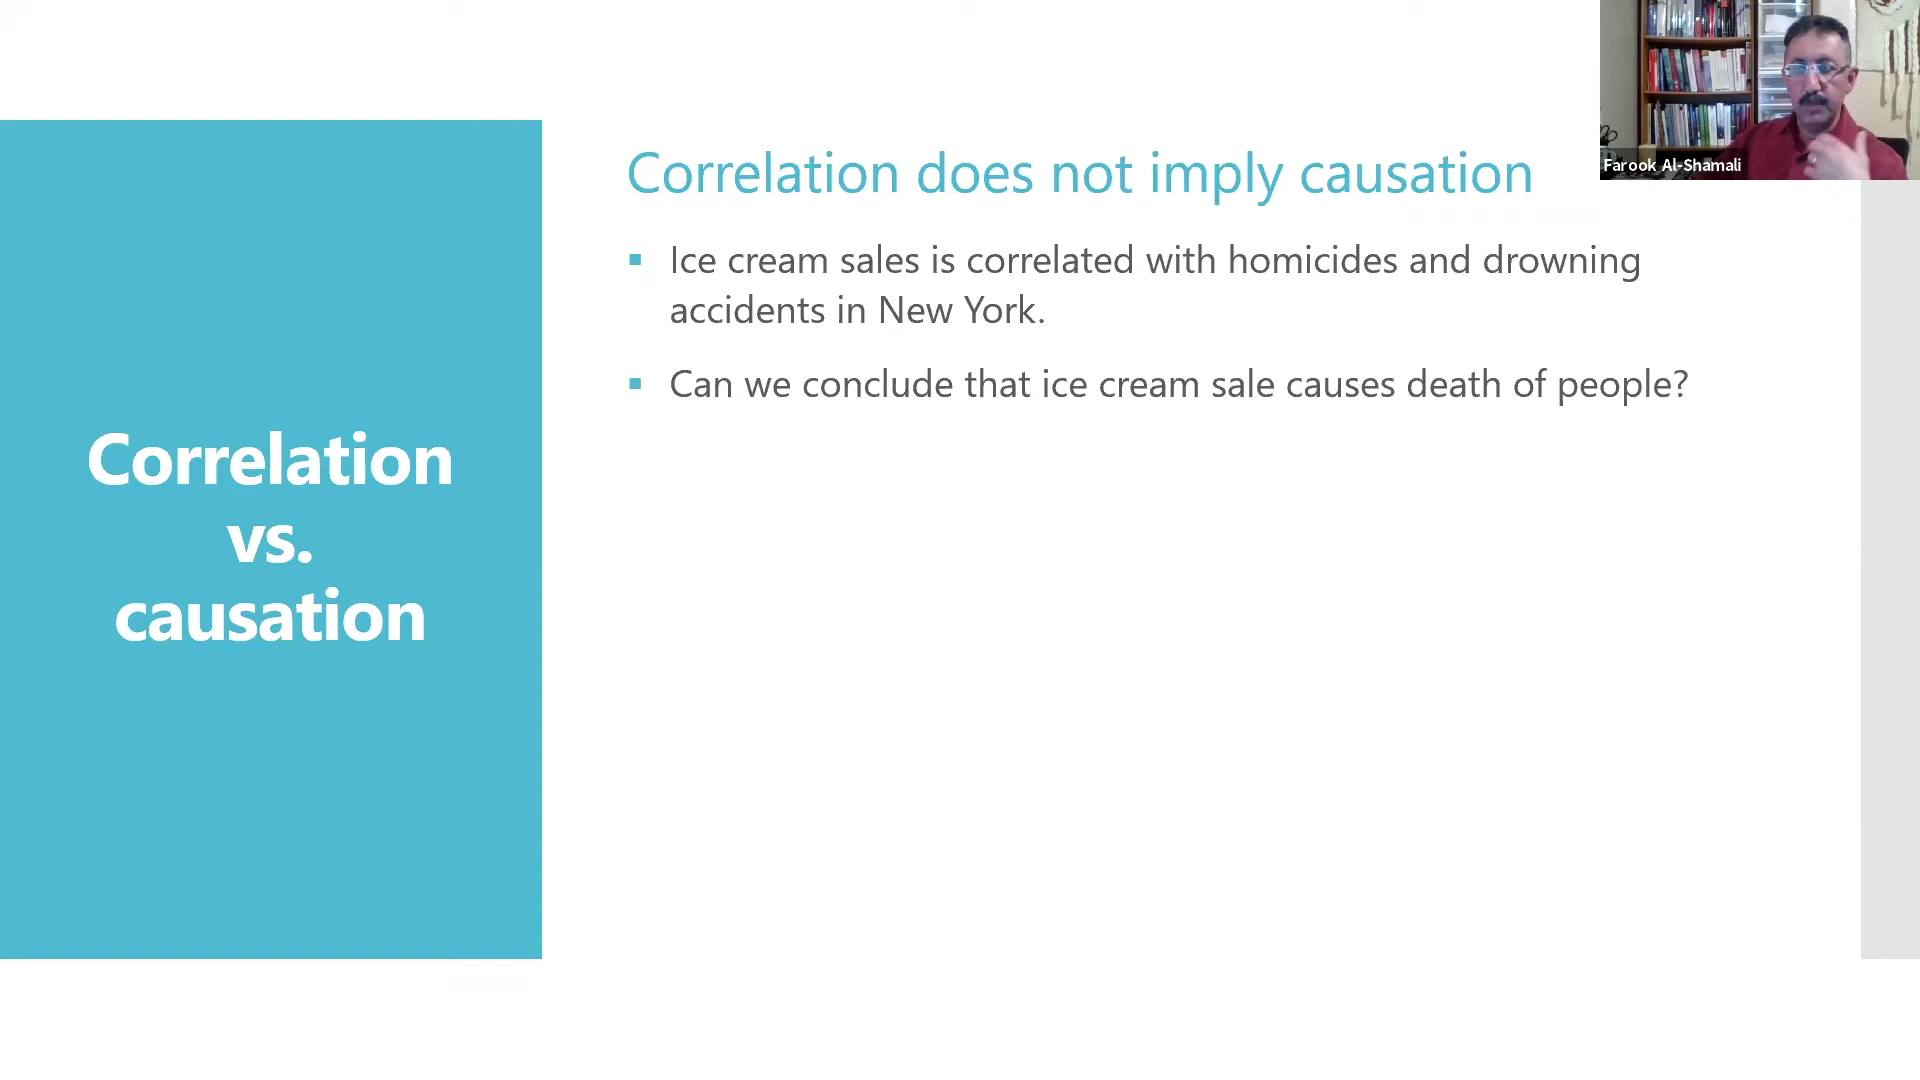 Correlation
vs.
causation
Correlation does not imply causation
▪ Ice cream sales is correlated with homicides and drowning
accidents in New York.
▪ Can we conclude that ice cream sale causes death of people?
Farook Al-Shamali